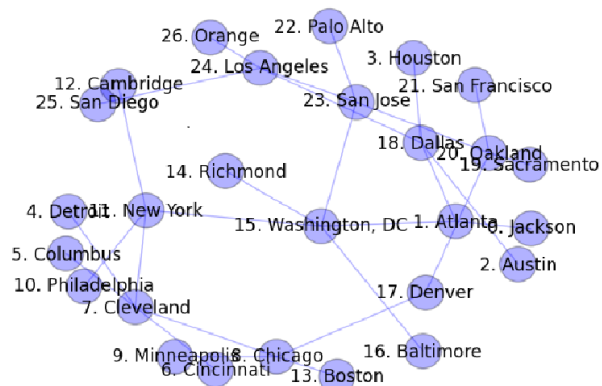 22. Palo Alto
26. Orange
3. Houston
24. Los Angeles
21. San Francisco
12. Cambridge
25. San Diego
23. San Jose
18. Dallas
20. Oakland
19. Sacramento
14. Richmond
4. Detroit
11. New York
15. Washington, DC
1. Atlanta
0. Jackson
5. Columbus
2. Austin
10. Philadelphia
17. Denver
7. Cleveland
9. Minneapolis
8. Chicago
16. Baltimore
6. Cincinnati
13. Boston